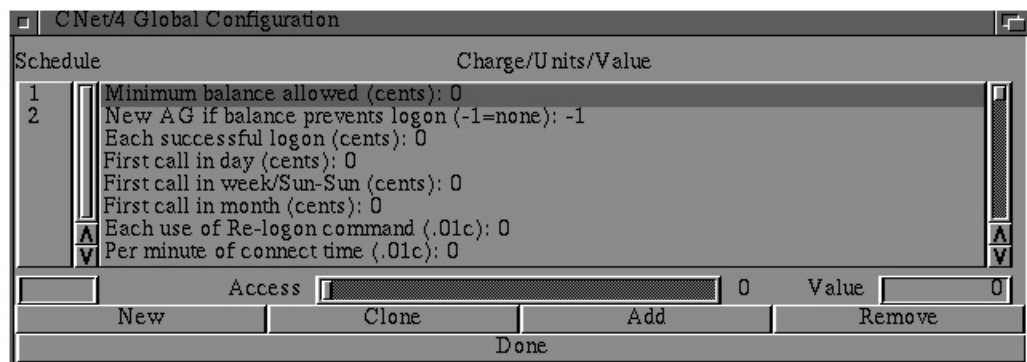 CNet/4 Global Configuration
Schedule Charge/Units/Value
1 Minimum balance allowed (cents): 0
2 New AG if balance prevents logon (-1=none): -1
Each successful logon (cents): 0
First call in day (cents): 0
First call in week/Sun-Sun (cents): 0
First call in month (cents): 0
Each use of Re-logon command (.01c): 0
Per minute of connect time (.01c): 0
Access 0 Value 0
New Clone Add Remove
Done